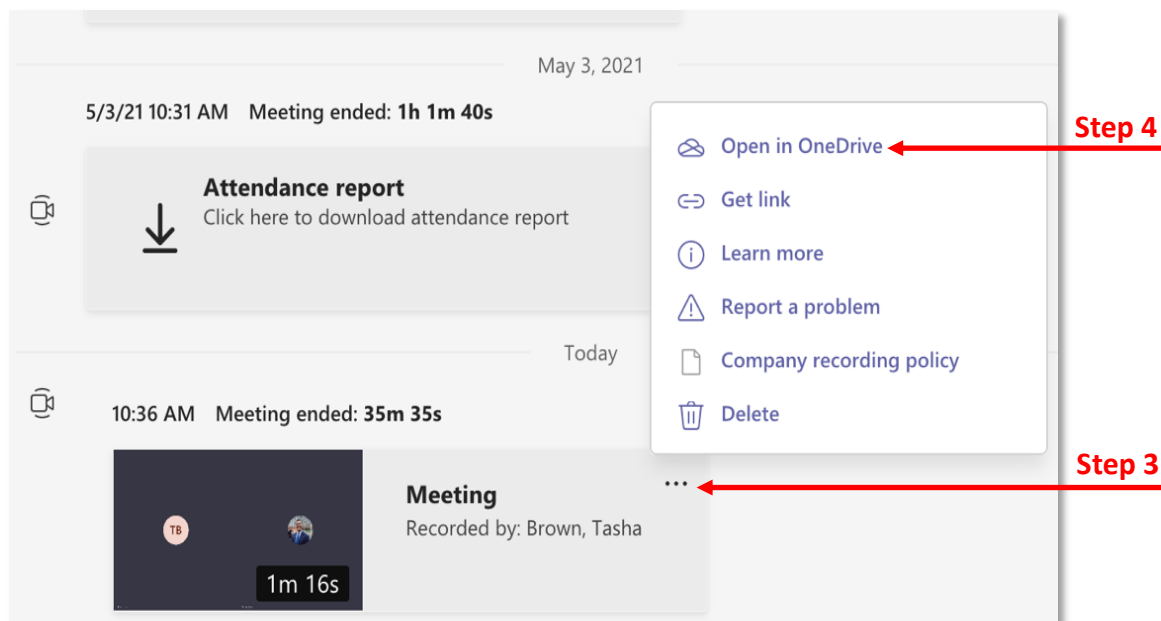 May 3, 2021
5/3/21 10:31 AM Meeting ended: 1h 1m 40s
Attendance report
Click here to download attendance report
Open in OneDrive
Step 4
Get link
Learn more
Report a problem
Company recording policy
Delete
Today
10:36 AM Meeting ended: 35m 35s
Step 3
Meeting
Recorded by: Brown, Tasha
TB
1m 16s